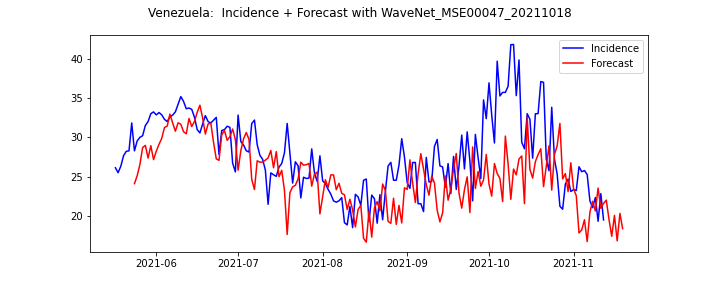 Venezuela:  Incidence + Forecast with WaveNet_MSE00047_20211018
Incidence
Forecast
40
35
30
25
20
2021-06 2021-07 2021-08 2021-09 2021-10 2021-11